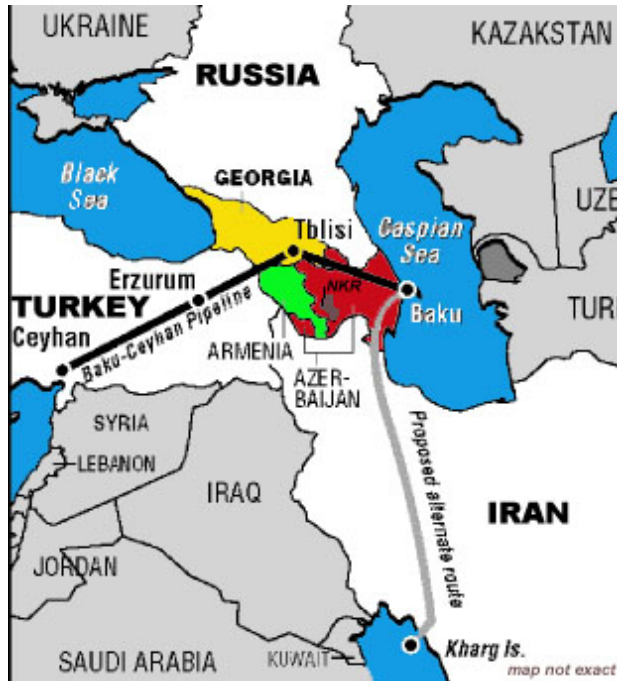 UKRAINE
KAZAKSTAN
RUSSIA
Black
Sea
GEORGIA
UZE
Tblisi
Caspian
Sea
Erzurum
NKR
TURKEY
Baku
TURI
Ceyhan
Baku-Ceyhan Pipeline
ARMENIA
AZER-
BAIJAN
SYRIA
LEBANON
Proposed alternate route
IRAQ
IRAN
JORDAN
Kharg Is.
KUWAIT
SAUDI ARABIA
map not exact